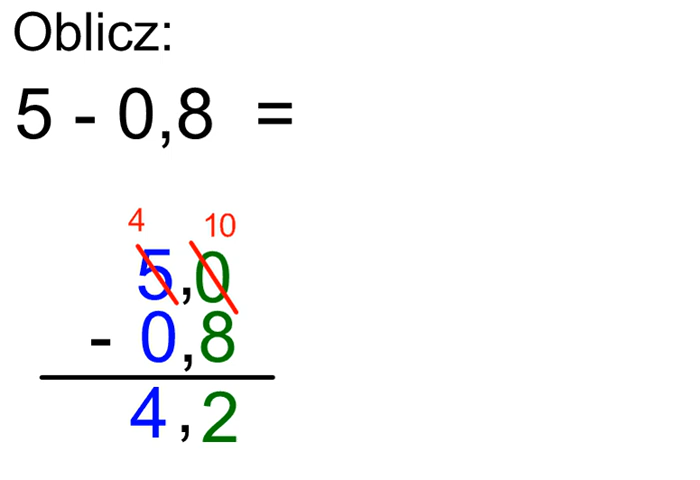 Oblicz:
5 - 0,8 =
4 10
5,0
- 0,8
4,2